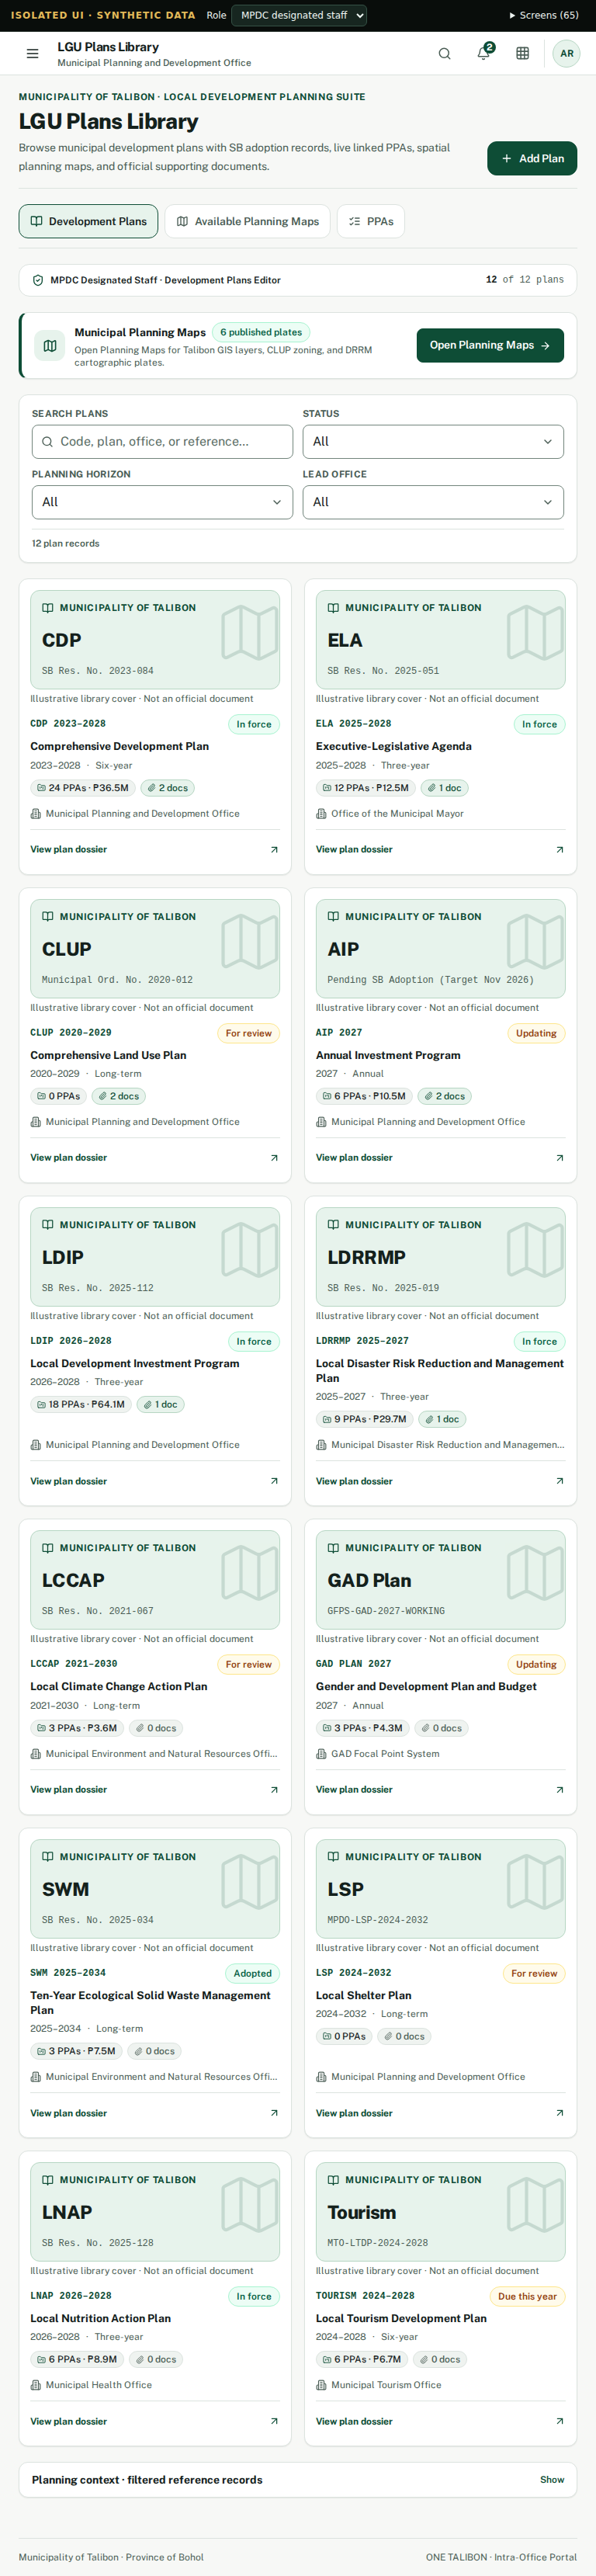 ISOLATED UI · SYNTHETIC DATA Role MPDC designated staff ▶ Screens (65)
LGU Plans Library
Municipal Planning and Development Office
2
AR
MUNICIPALITY OF TALIBON · LOCAL DEVELOPMENT PLANNING SUITE
LGU Plans Library
Browse municipal development plans with SB adoption records, live linked PPAs, spatial
planning maps, and official supporting documents.
+ Add Plan
Development Plans Available Planning Maps PPAs
MPDC Designated Staff · Development Plans Editor 12 of 12 plans
Municipal Planning Maps 6 published plates
Open Planning Maps for Talibon GIS layers, CLUP zoning, and DRRM
cartographic plates.
Open Planning Maps →
SEARCH PLANS STATUS
Code, plan, office, or reference... All
PLANNING HORIZON LEAD OFFICE
All All
12 plan records
MUNICIPALITY OF TALIBON
CDP
SB Res. No. 2023-084
Illustrative library cover · Not an official document
CDP 2023–2028 In force
Comprehensive Development Plan
2023–2028 · Six-year
24 PPAs · ₱36.5M 2 docs
Municipal Planning and Development Office
View plan dossier
MUNICIPALITY OF TALIBON
ELA
SB Res. No. 2025-051
Illustrative library cover · Not an official document
ELA 2025–2028 In force
Executive-Legislative Agenda
2025–2028 · Three-year
12 PPAs · ₱12.5M 1 doc
Office of the Municipal Mayor
View plan dossier
MUNICIPALITY OF TALIBON
CLUP
Municipal Ord. No. 2020-012
Illustrative library cover · Not an official document
CLUP 2020–2029 For review
Comprehensive Land Use Plan
2020–2029 · Long-term
0 PPAs 2 docs
Municipal Planning and Development Office
View plan dossier
MUNICIPALITY OF TALIBON
AIP
Pending SB Adoption (Target Nov 2026)
Illustrative library cover · Not an official document
AIP 2027 Updating
Annual Investment Program
2027 · Annual
6 PPAs · ₱10.5M 2 docs
Municipal Planning and Development Office
View plan dossier
MUNICIPALITY OF TALIBON
LDIP
SB Res. No. 2025-112
Illustrative library cover · Not an official document
LDIP 2026–2028 In force
Local Development Investment Program
2026–2028 · Three-year
18 PPAs · ₱64.1M 1 doc
Municipal Planning and Development Office
View plan dossier
MUNICIPALITY OF TALIBON
LDRRMP
SB Res. No. 2025-019
Illustrative library cover · Not an official document
LDRRMP 2025–2027 In force
Local Disaster Risk Reduction and Management
Plan
2025–2027 · Three-year
9 PPAs · ₱29.7M 1 doc
Municipal Disaster Risk Reduction and Managemen...
View plan dossier
MUNICIPALITY OF TALIBON
LCCAP
SB Res. No. 2021-067
Illustrative library cover · Not an official document
LCCAP 2021–2030 For review
Local Climate Change Action Plan
2021–2030 · Long-term
3 PPAs · ₱3.6M 0 docs
Municipal Environment and Natural Resources Offi...
View plan dossier
MUNICIPALITY OF TALIBON
GAD Plan
GFPS-GAD-2027-WORKING
Illustrative library cover · Not an official document
GAD PLAN 2027 Updating
Gender and Development Plan and Budget
2027 · Annual
3 PPAs · ₱4.3M 0 docs
GAD Focal Point System
View plan dossier
MUNICIPALITY OF TALIBON
SWM
SB Res. No. 2025-034
Illustrative library cover · Not an official document
SWM 2025–2034 Adopted
Ten-Year Ecological Solid Waste Management
Plan
2025–2034 · Long-term
3 PPAs · ₱7.5M 0 docs
Municipal Environment and Natural Resources Offi...
View plan dossier
MUNICIPALITY OF TALIBON
LSP
MPDO-LSP-2024-2032
Illustrative library cover · Not an official document
LSP 2024–2032 For review
Local Shelter Plan
2024–2032 · Long-term
0 PPAs 0 docs
Municipal Planning and Development Office
View plan dossier
MUNICIPALITY OF TALIBON
LNAP
SB Res. No. 2025-128
Illustrative library cover · Not an official document
LNAP 2026–2028 In force
Local Nutrition Action Plan
2026–2028 · Three-year
6 PPAs · ₱8.9M 0 docs
Municipal Health Office
View plan dossier
MUNICIPALITY OF TALIBON
Tourism
MTO-LTDP-2024-2028
Illustrative library cover · Not an official document
TOURISM 2024–2028 Due this year
Local Tourism Development Plan
2024–2028 · Six-year
6 PPAs · ₱6.7M 0 docs
Municipal Tourism Office
View plan dossier
Planning context · filtered reference records Show
Municipality of Talibon · Province of Bohol ONE TALIBON · Intra-Office Portal